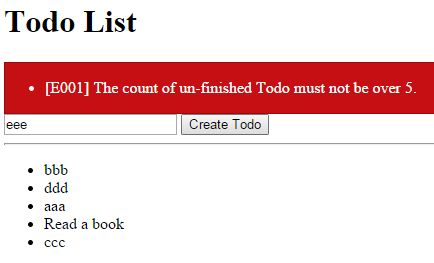 Todo List
[E001] The count of un-finished Todo must not be over 5.
eee Create Todo
bbb
ddd
aaa
Read a book
ccc